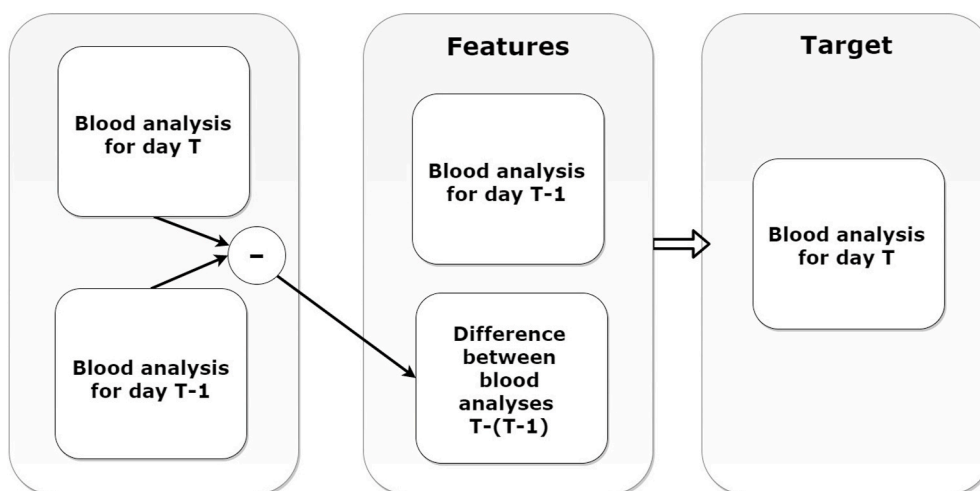 Blood analysis
for day T
-
Blood analysis
for day T-1
Features
Blood analysis
for day T-1
Difference
between
blood
analyses
T-(T-1)
Target
Blood analysis
for day T